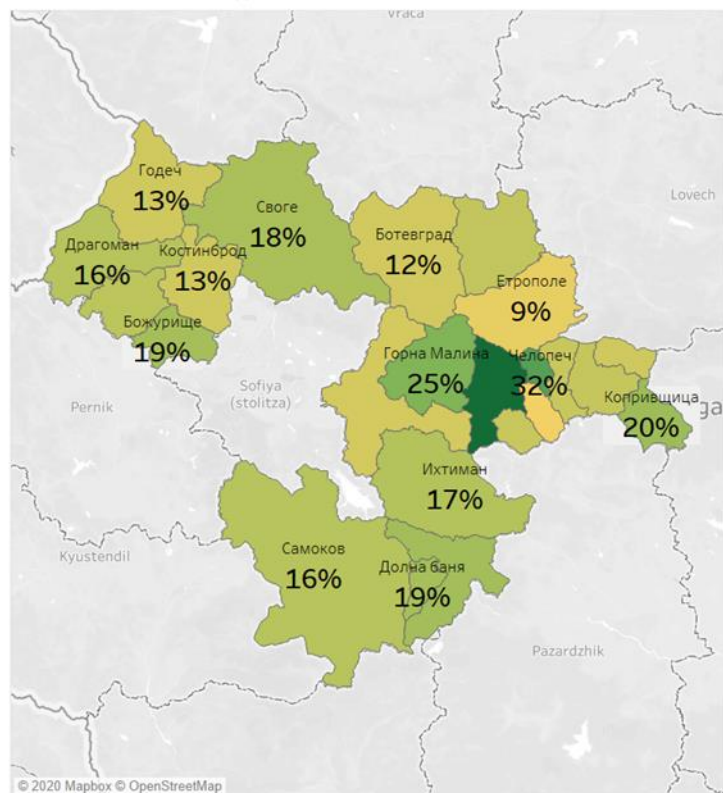 Vraca
Годеч
13%
Lovech
Своге
18%
Драгоман
16%
Костинброд
13%
Ботевград
12%
Етрополе
9%
Божурище
19%
Горна Малина
25%
Челопеч
32%
Sofiya
(stolitza)
Pernik
Копривщица
20%
ga
Ихтиман
17%
Самоков
16%
Долна баня
19%
Kyustendil
Pazardzhik
© 2020 Mapbox © OpenStreetMap